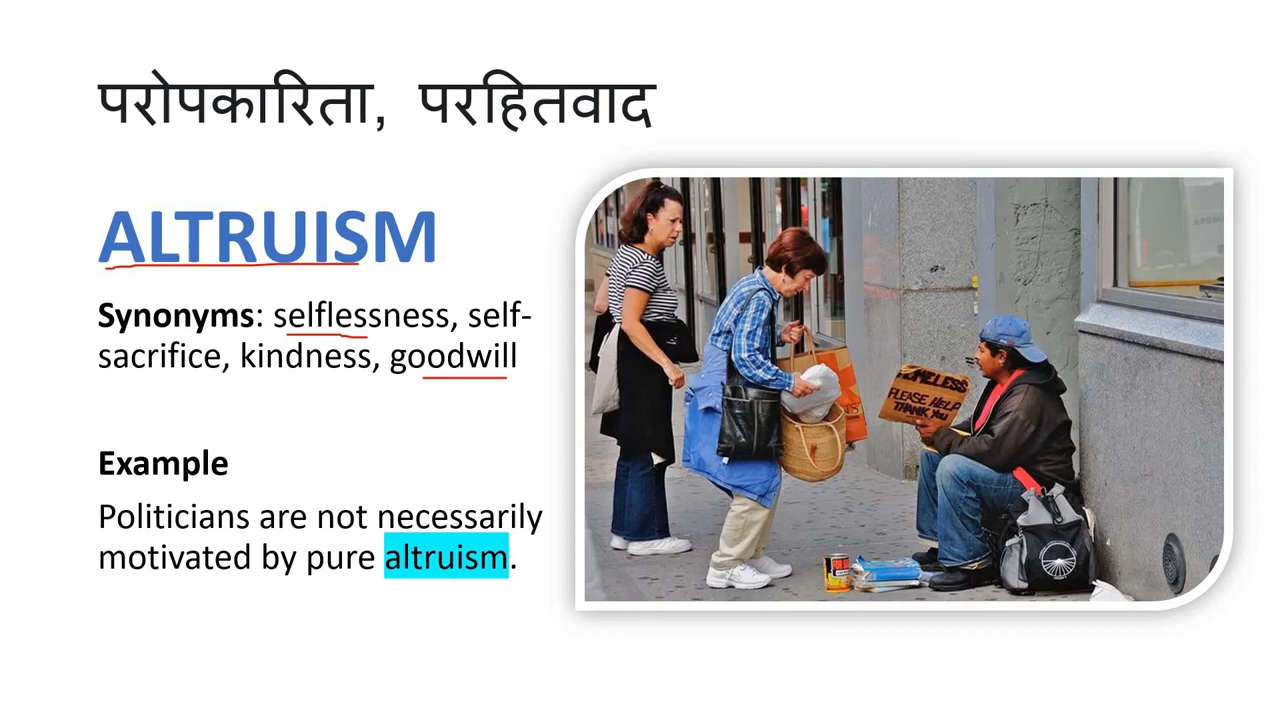 परोपकारिता, परहितवाद
ALTRUISM
Synonyms: selflessness, self-
sacrifice, kindness, goodwill
Example
Politicians are not necessarily
motivated by pure altruism.
HOMELESS
PLEASE HELP
THANK YOU